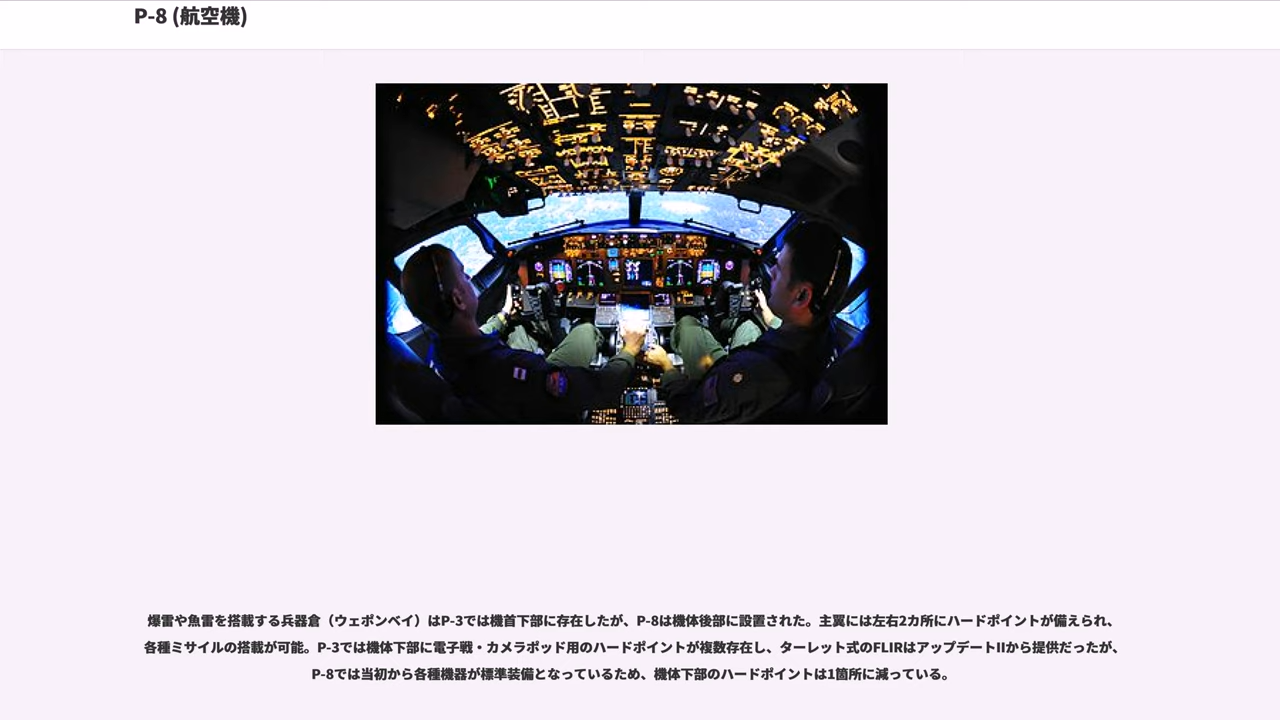 P-8 (航空機)
爆雷や魚雷を搭載する兵器倉（ウェポンベイ）はP-3では機首下部に存在したが、P-8は機体後部に設置された。主翼には左右2カ所にハードポイントが備えられ、
各種ミサイルの搭載が可能。P-3では機体下部に電子戦・カメラポッド用のハードポイントが複数存在し、ターレット式のFLIRはアップデートIIから提供だったが、
P-8では当初から各種機器が標準装備となっているため、機体下部のハードポイントは1箇所に減っている。